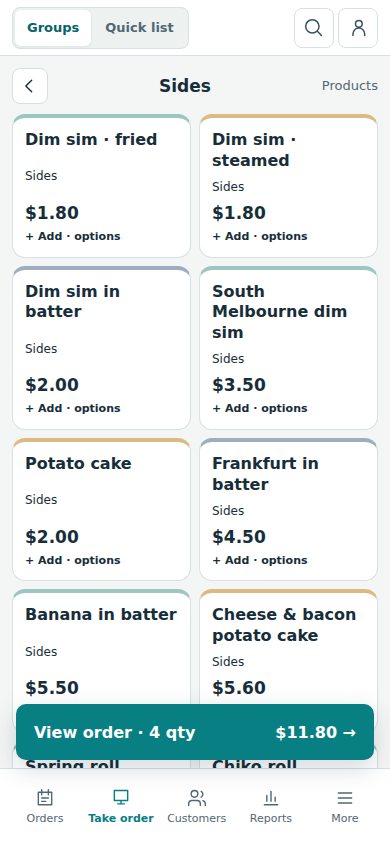 Groups Quick list
Sides Products
Dim sim · fried
Sides
$1.80
+ Add · options
Dim sim ·
steamed
Sides
$1.80
+ Add · options
Dim sim in
batter
Sides
$2.00
+ Add · options
South
Melbourne dim
sim
Sides
$3.50
+ Add · options
Potato cake
Sides
$2.00
+ Add · options
Frankfurt in
batter
Sides
$4.50
+ Add · options
Banana in batter
Sides
$5.50
Cheese & bacon
potato cake
Sides
$5.60
View order · 4 qty $11.80 →
Spring roll
Chiko roll
Orders Take order Customers Reports More